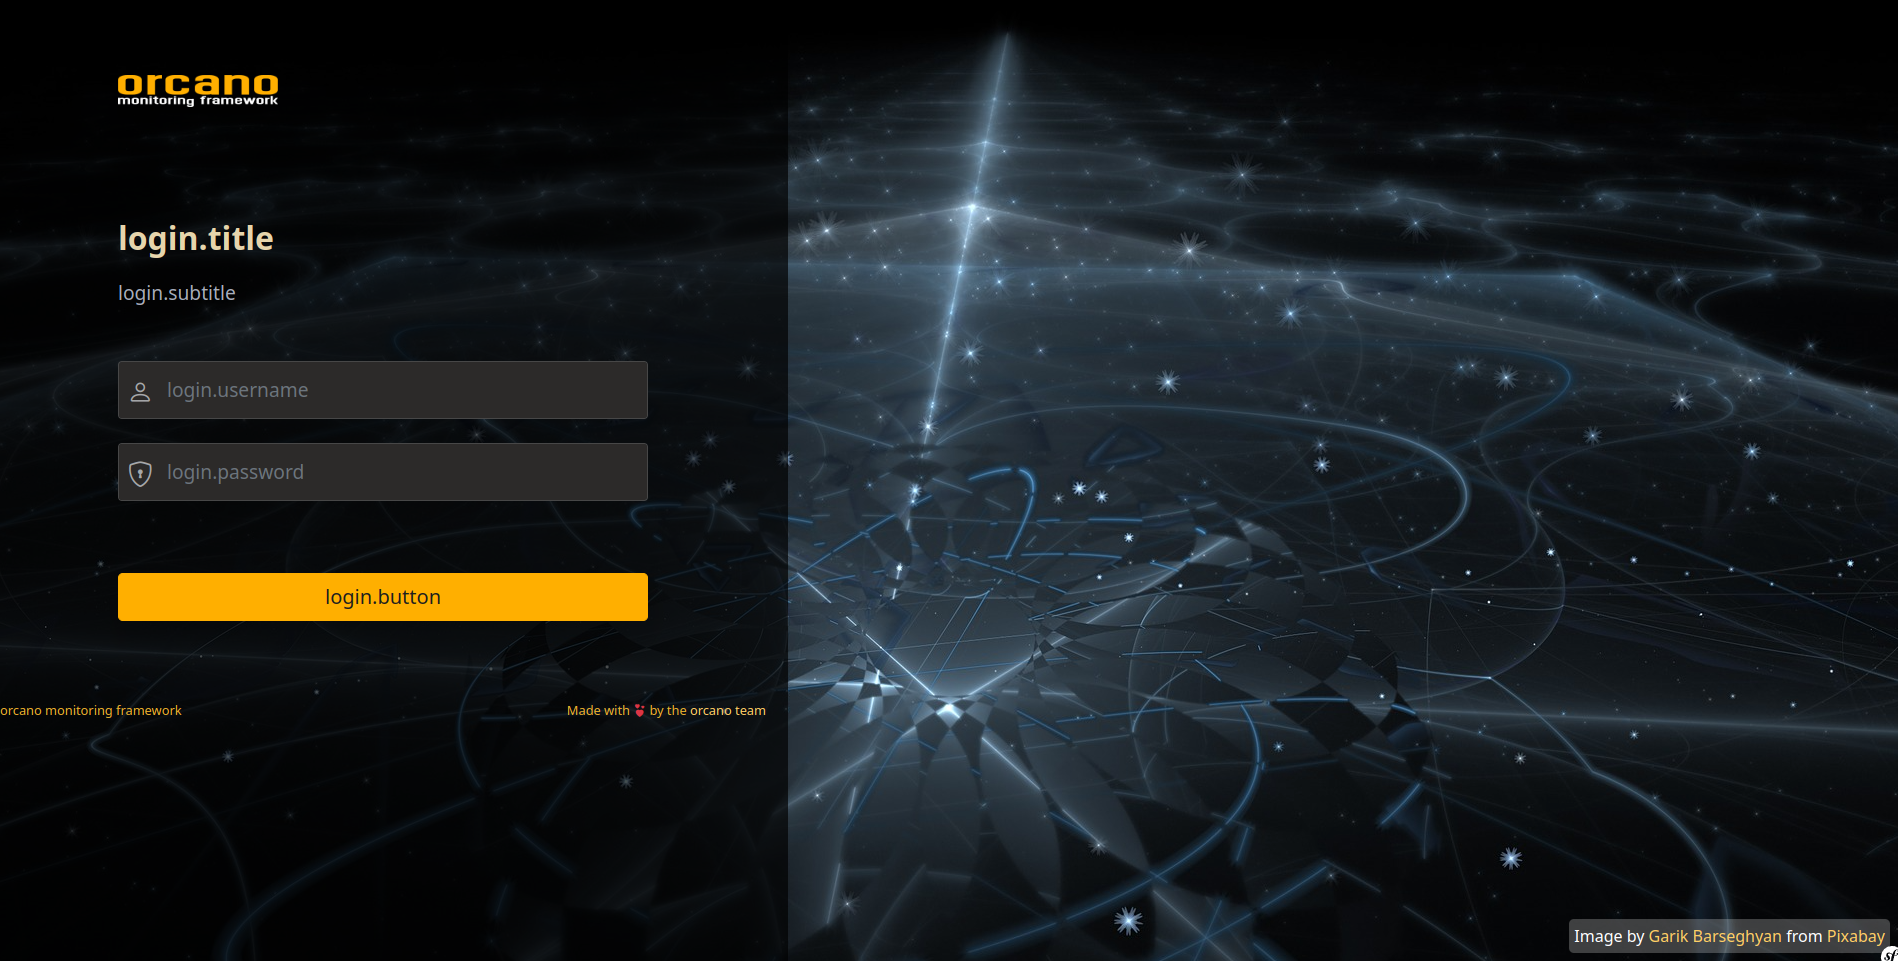 orcano
monitoring framework
login.title
login.subtitle
login.username
login.password
login.button
orcano monitoring framework
Made with by the orcano team
Image by Garik Barseghyan from Pixabay
sf